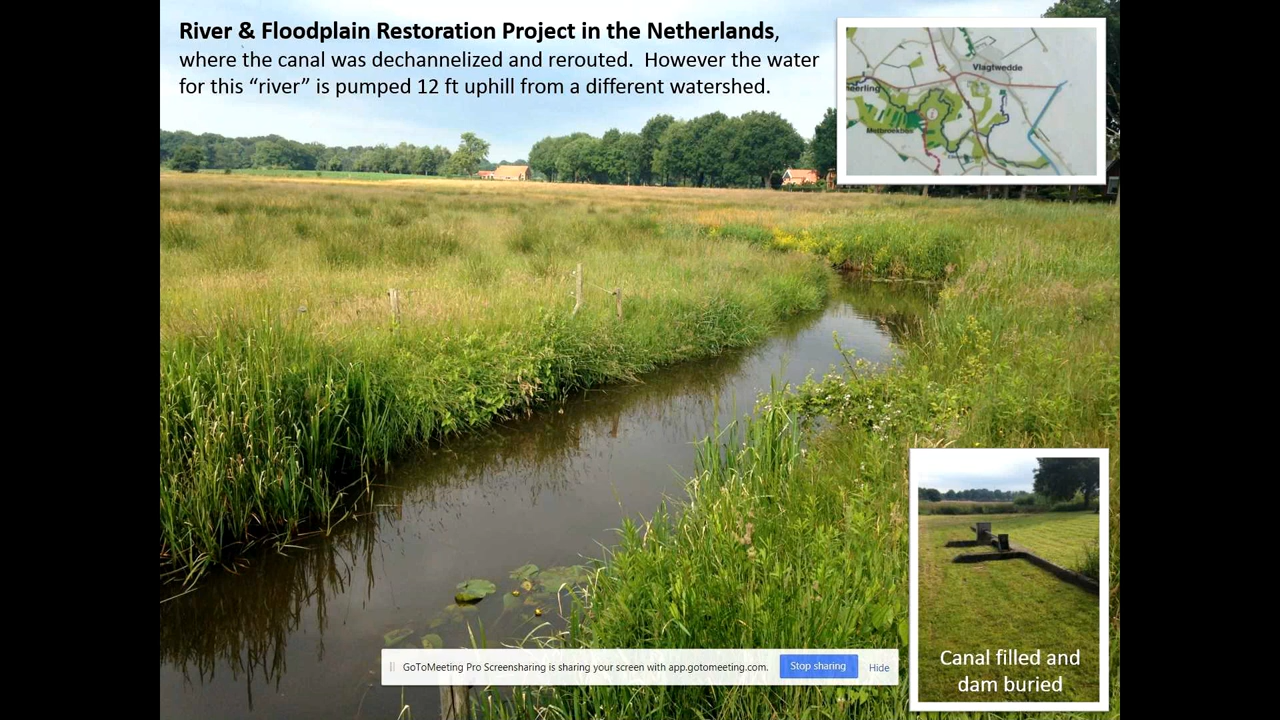 River & Floodplain Restoration Project in the Netherlands,
where the canal was dechannelized and rerouted.  However the water
for this “river” is pumped 12 ft uphill from a different watershed.
Vlagtwedde
Canal filled and
dam buried
GoToMeeting Pro Screensharing is sharing your screen with app.gotomeeting.com.
Stop sharing
Hide